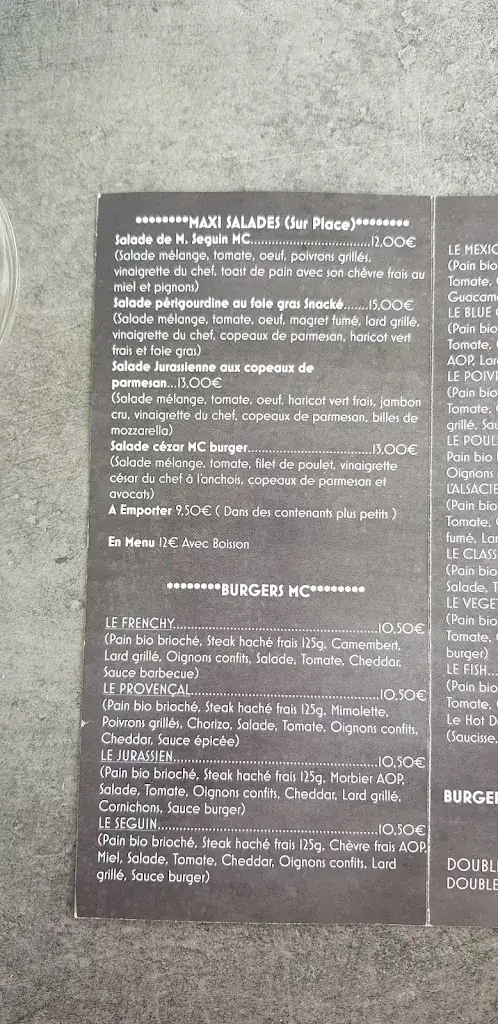 ********MAXI SALADES (Sur Place)********
Salade de M. Seguin MC..............................12,00€
(Salade mélange, tomate, oeuf, poivrons grillés,
vinaigrette du chef, toast de pain avec son chèvre frais au
miel et pignons)
Salade périgourdine au foie gras Snacké.......15,00€
(Salade mélange, tomate, oeuf, magret fumé, lard grillé,
vinaigrette du chef, copeaux de parmesan, haricot vert
frais et foie gras)
Salade Jurassienne aux copeaux de
parmesan...13,00€
(Salade mélange, tomate, oeuf, haricot vert frais, jambon
cru, vinaigrette du chef, copeaux de parmesan, billes de
mozzarella)
Salade cézar MC burger...............................13,00€
(Salade mélange, tomate, filet de poulet, vinaigrette
césar du chef à l'anchois, copeaux de parmesan et
avocats)
A Emporter 9,50€ ( Dans des contenants plus petits )
En Menu 12€ Avec Boisson
********BURGERS MC********
LE FRENCHY...................................................10,50€
(Pain bio brioché, Steak haché frais 125g, Camembert,
Lard grillé, Oignons confits, Salade, Tomate, Cheddar,
Sauce barbecue)
LE PROVENÇAL..............................................10,50€
(Pain bio brioché, Steak haché frais 125g, Mimolette,
Poivrons grillés, Chorizo, Salade, Tomate, Oignons confits,
Cheddar, Sauce épicée)
LE JURASSIEN.................................................10,50€
(Pain bio brioché, Steak haché frais 125g, Morbier AOP,
Salade, Tomate, Oignons confits, Cheddar, Lard grillé,
Cornichons, Sauce burger)
LE SEGUIN.......................................................10,50€
(Pain bio brioché, Steak haché frais 125g, Chèvre frais AOP,
Miel, Salade, Tomate, Cheddar, Oignons confits, Lard
grillé, Sauce burger)
LE MEXIC
(Pain bio
Tomate,
Guacam
LE BLUE
(Pain bio
Tomate,
AOP, Lar
LE POIV
(Pain bio
Tomate,
grillé, Sau
LE POUL
Pain bio
Oignons
L'ALSACIE
(Pain bio
Tomate,
fumé, Lar
LE CLASS
(Pain bio
Salade, T
LE VEGE
(Pain bio
Tomate,
burger)
LE FISH...
(Pain bio
Tomate,
Le Hot D
(Saucisse,
BURGER
DOUBLE
DOUBLE